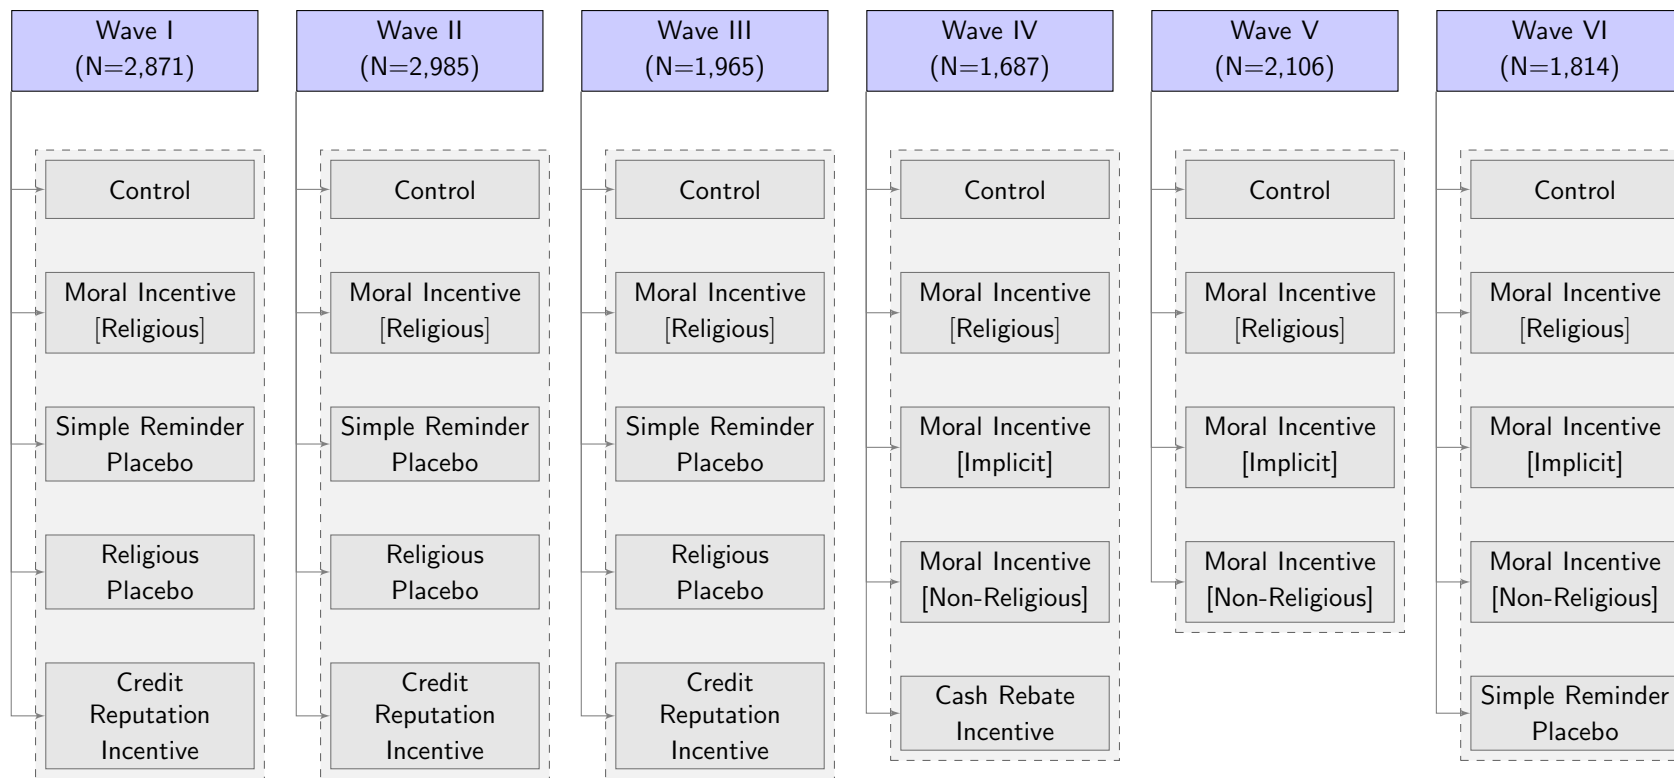 Wave I
(N=2,871)
Control
Moral Incentive
[Religious]
Simple Reminder
Placebo
Religious
Placebo
Credit
Reputation
Incentive
Wave II
(N=2,985)
Control
Moral Incentive
[Religious]
Simple Reminder
Placebo
Religious
Placebo
Credit
Reputation
Incentive
Wave III
(N=1,965)
Control
Moral Incentive
[Religious]
Simple Reminder
Placebo
Religious
Placebo
Credit
Reputation
Incentive
Wave IV
(N=1,687)
Control
Moral Incentive
[Religious]
Moral Incentive
[Implicit]
Moral Incentive
[Non-Religious]
Cash Rebate
Incentive
Wave V
(N=2,106)
Control
Moral Incentive
[Religious]
Moral Incentive
[Implicit]
Moral Incentive
[Non-Religious]
Wave VI
(N=1,814)
Control
Moral Incentive
[Religious]
Moral Incentive
[Implicit]
Moral Incentive
[Non-Religious]
Simple Reminder
Placebo